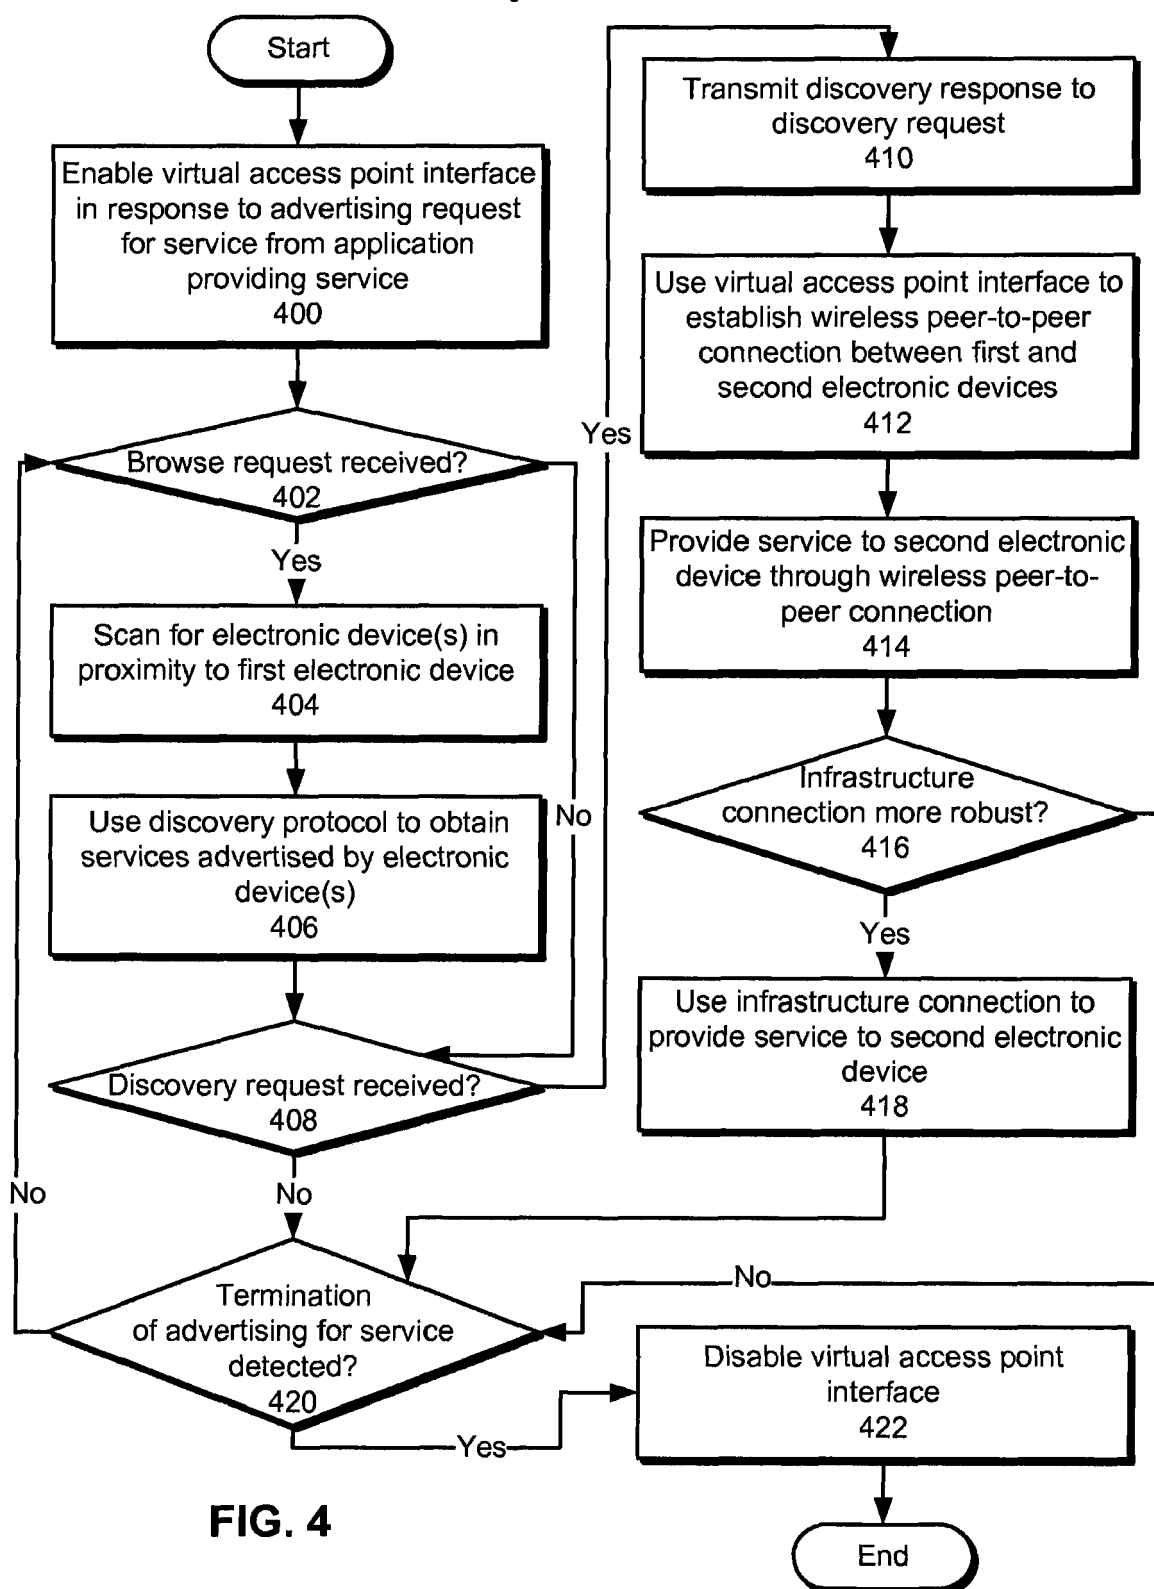 Start
Enable virtual access point interface
in response to advertising request
for service from application
providing service
400
Browse request received?
402
Yes
Scan for electronic device(s) in
proximity to first electronic device
404
Use discovery protocol to obtain
services advertised by electronic
device(s)
406
No
Discovery request received?
408
Yes
No
Transmit discovery response to
discovery request
410
Use virtual access point interface to
establish wireless peer-to-peer
connection between first and
second electronic devices
412
Provide service to second electronic
device through wireless peer-to-
peer connection
414
Infrastructure
connection more robust?
416
Yes
Use infrastructure connection to
provide service to second electronic
device
418
No
Termination
of advertising for service
detected?
420
No
Yes
Disable virtual access point
interface
422
End
FIG. 4